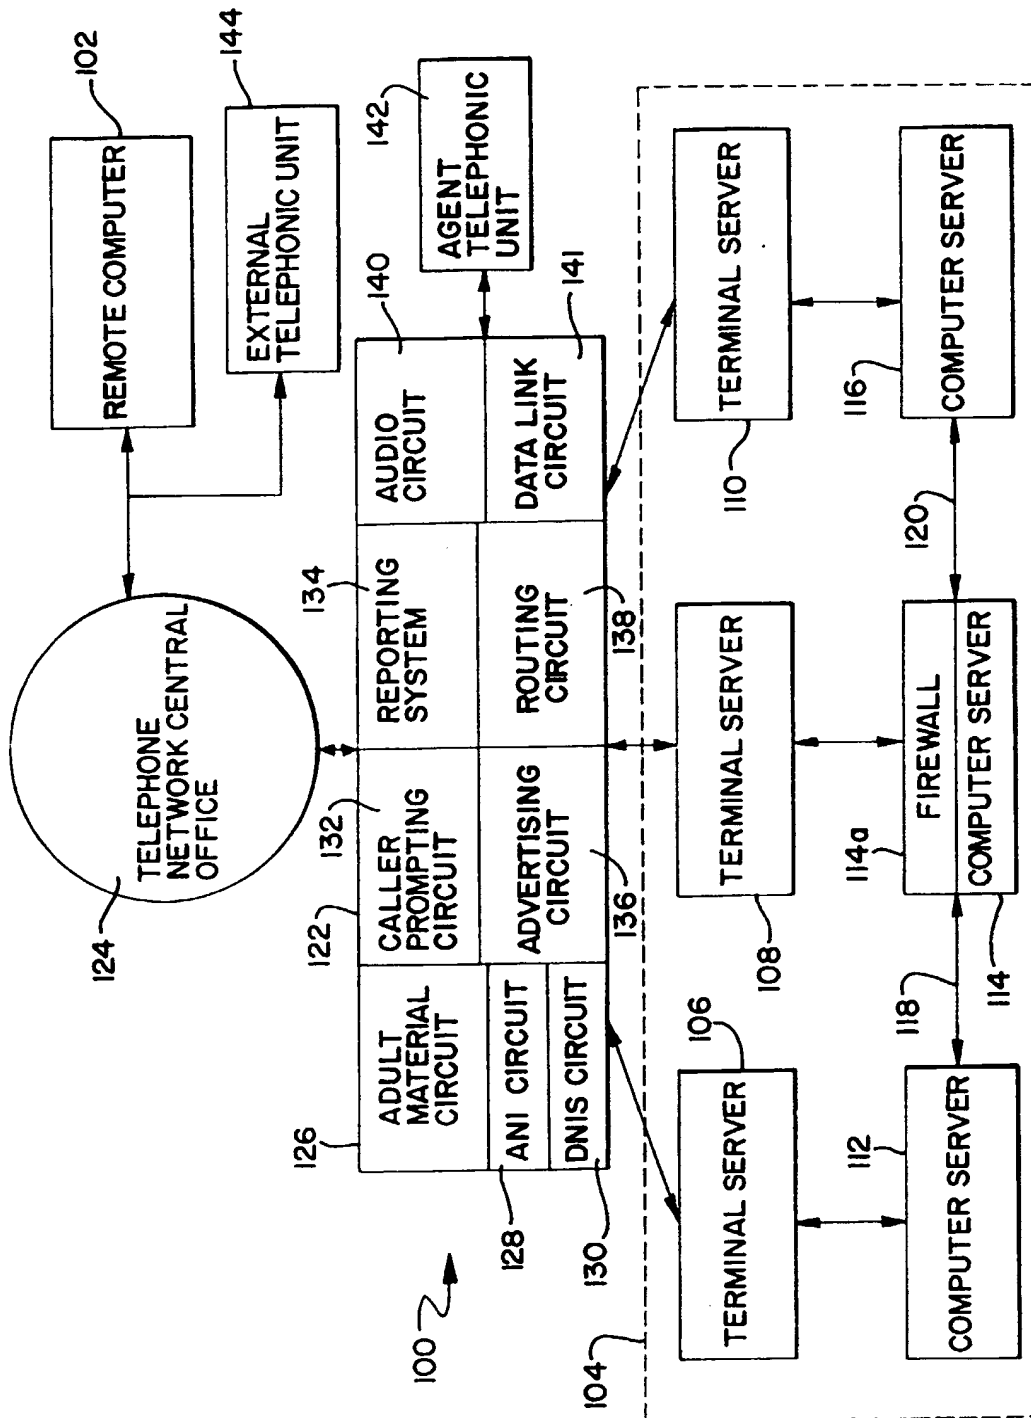 REMOTE COMPUTER
102
EXTERNAL
TELEPHONIC UNIT
144
TELEPHONE
NETWORK CENTRAL
OFFICE
124
AGENT
TELEPHONIC
UNIT
142
122
ADULT
MATERIAL
CIRCUIT
126
CALLER
PROMPTING
CIRCUIT
132
REPORTING
SYSTEM
134
AUDIO
CIRCUIT
140
ANI CIRCUIT
128
DNIS CIRCUIT
130
ADVERTISING
CIRCUIT
136
ROUTING
CIRCUIT
138
DATA LINK
CIRCUIT
141
100
104
TERMINAL SERVER
106
TERMINAL SERVER
108
TERMINAL SERVER
110
COMPUTER SERVER
112
118
FIREWALL
114a
COMPUTER SERVER
114
120
COMPUTER SERVER
116